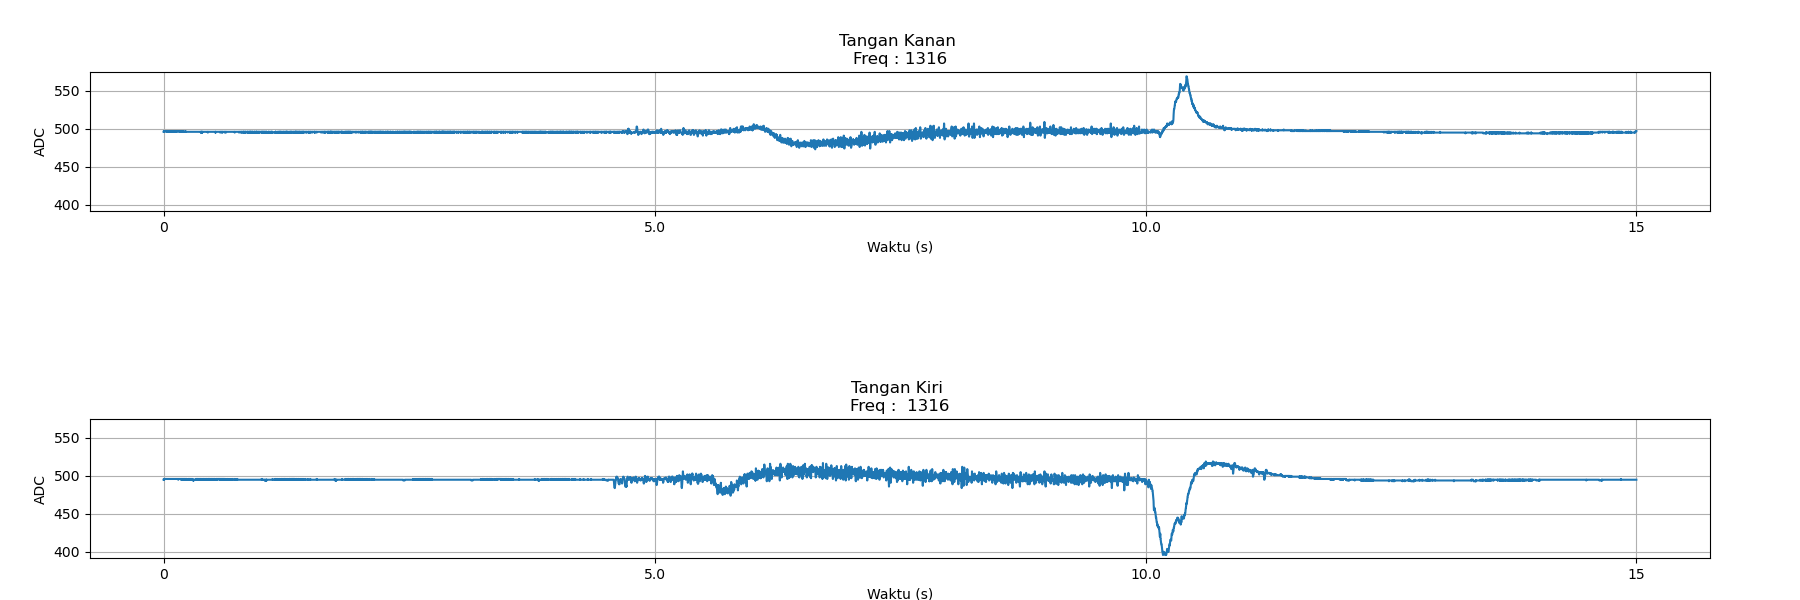 Tangan Kanan
Freq : 1316
550
500
450
400
ADC
0
5.0
10.0
15
Waktu (s)
Tangan Kiri
Freq :  1316
550
500
450
400
ADC
0
5.0
10.0
15
Waktu (s)